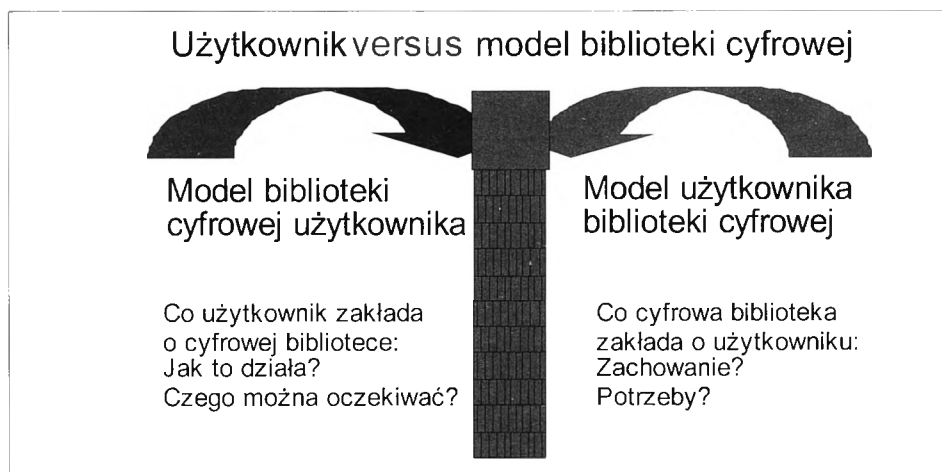 Użytkownik versus model biblioteki cyfrowej
Model biblioteki
cyfrowej użytkownika
Co użytkownik zakłada
o cyfrowej bibliotece:
Jak to działa?
Czego można oczekiwać?
Model użytkownika
biblioteki cyfrowej
Co cyfrowa biblioteka
zakłada o użytkowniku:
Zachowanie?
Potrzeby?